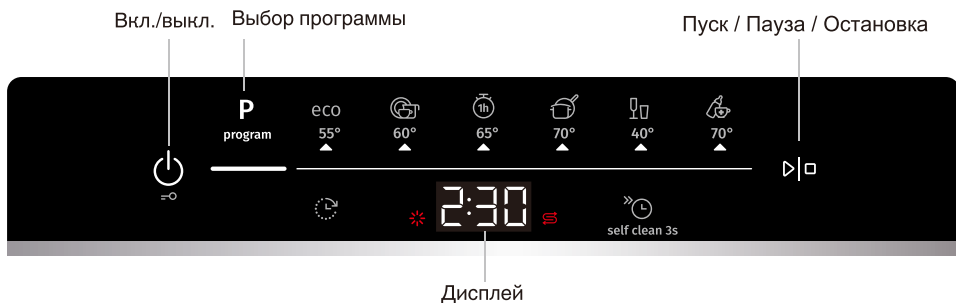 Вкл./выкл.
Выбор программы
Пуск / Пауза / Остановка
P
program
eco
1h
55°
60°
65°
70°
40°
70°
2:30
self clean 3s
Дисплей